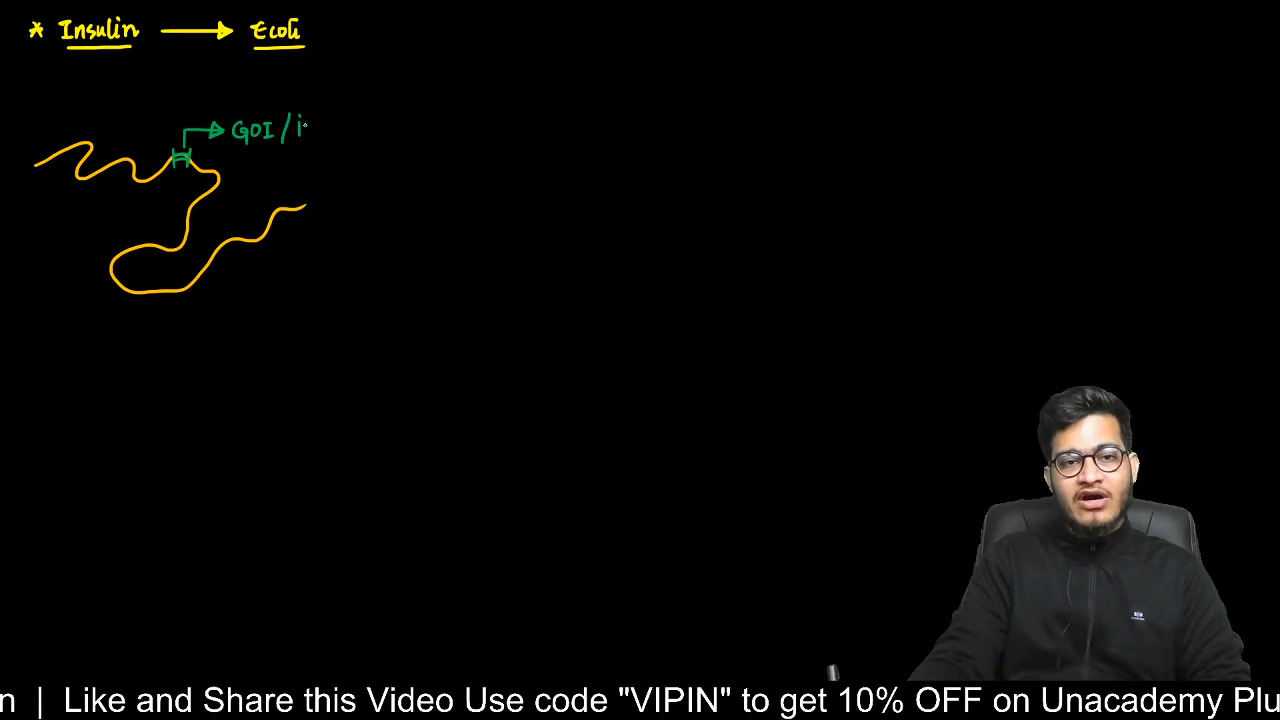 * Insulin → Ecoli
GOI/i
n | Like and Share this Video Use code "VIPIN" to get 10% OFF on Unacademy Plu